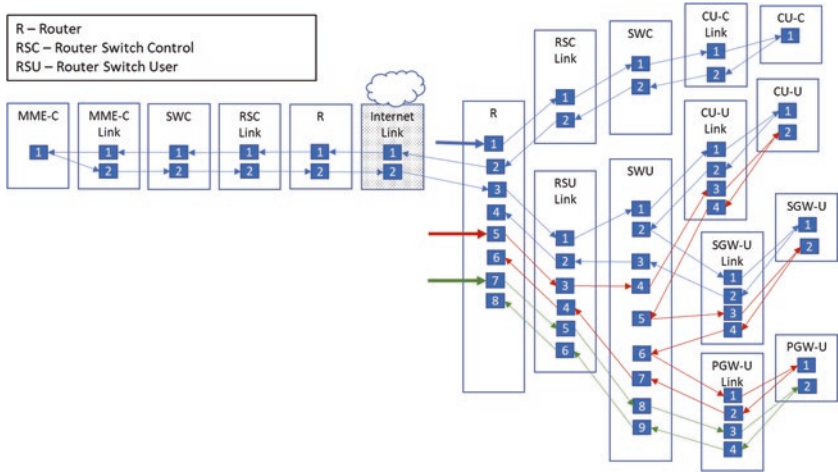 R – Router
RSC – Router Switch Control
RSU – Router Switch User
MME-C
1
MME-C
Link
1
2
SWC
1
2
RSC
Link
1
2
R
1
2
Internet
Link
1
2
R
1
2
3
4
5
6
7
8
RSC
Link
1
2
RSU
Link
1
2
3
4
5
6
SWC
1
2
SWU
1
2
3
4
5
6
7
8
9
CU-C
Link
1
2
CU-C
1
CU-U
Link
1
2
3
4
CU-U
1
2
SGW-U
Link
1
2
3
4
SGW-U
1
2
PGW-U
Link
1
2
3
4
PGW-U
1
2